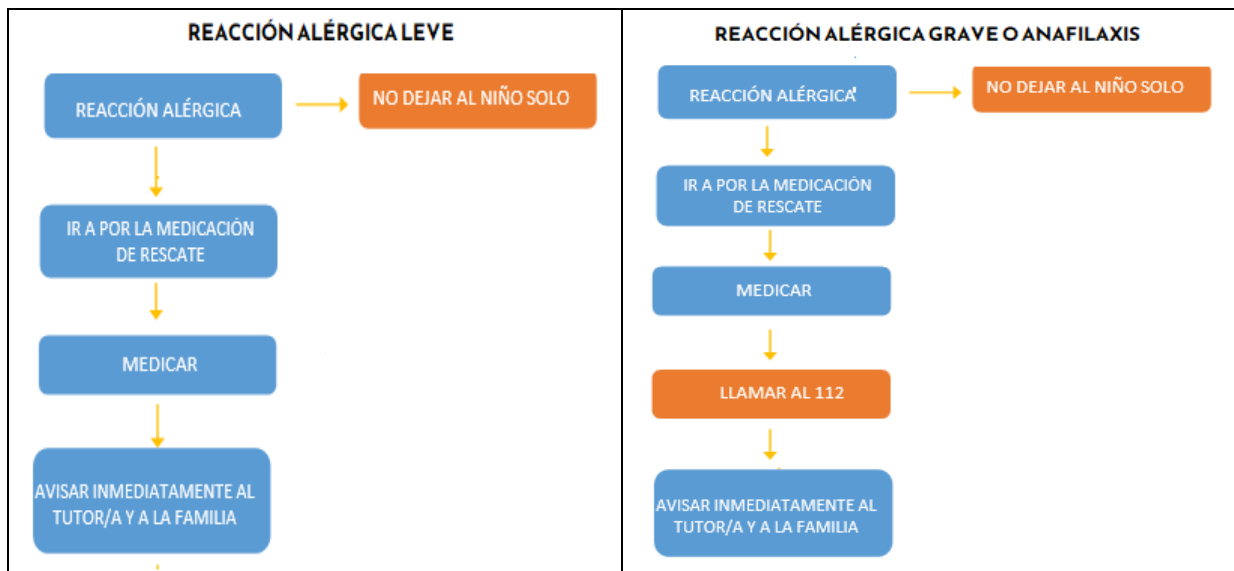 REACCIÓN ALÉRGICA LEVE
REACCIÓN ALÉRGICA
NO DEJAR AL NIÑO SOLO
IR A POR LA MEDICACIÓN
DE RESCATE
MEDICAR
AVISAR INMEDIATAMENTE AL
TUTOR/A Y A LA FAMILIA
REACCIÓN ALÉRGICA GRAVE O ANAFILAXIS
REACCIÓN ALÉRGICA'
NO DEJAR AL NIÑO SOLO
IR A POR LA MEDICACIÓN
DE RESCATE
MEDICAR
LLAMAR AL 112
AVISAR INMEDIATAMENTE AL
TUTOR/A Y A LA FAMILIA